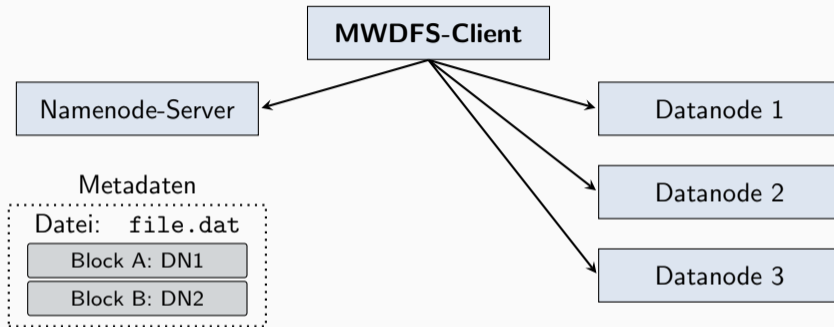 MWDFS-Client
Namenode-Server
Datanode 1
Datanode 2
Datanode 3
Metadaten
Datei: file.dat
Block A: DN1
Block B: DN2